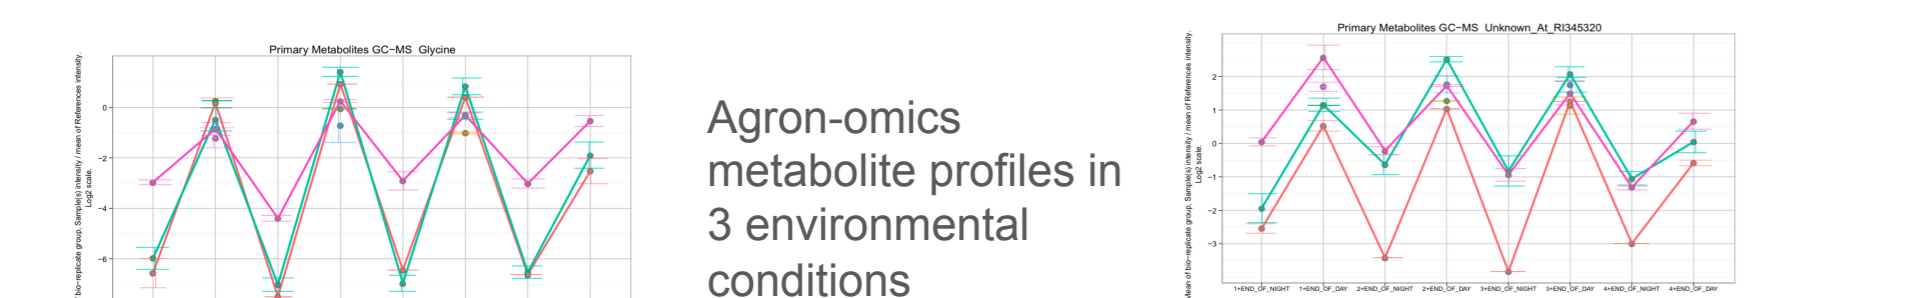 Primary Metabolites GC−MS Glycine
bio−replicate group, Sample(s) intensity / mean of References intensity.
Log2 scale.
0
−2
−4
−6
Agron-omics
metabolite profiles in
3 environmental
conditions
Primary Metabolites GC−MS Unknown_At_RI345320
Mean of bio−replicate group, Sample(s) intensity / mean of References intensity.
Log2 scale.
2
1
0
−1
−2
−3
1+END_OF_NIGHT 1+END_OF_DAY 2+END_OF_NIGHT 2+END_OF_DAY 3+END_OF_NIGHT 3+END_OF_DAY 4+END_OF_NIGHT 4+END_OF_DAY